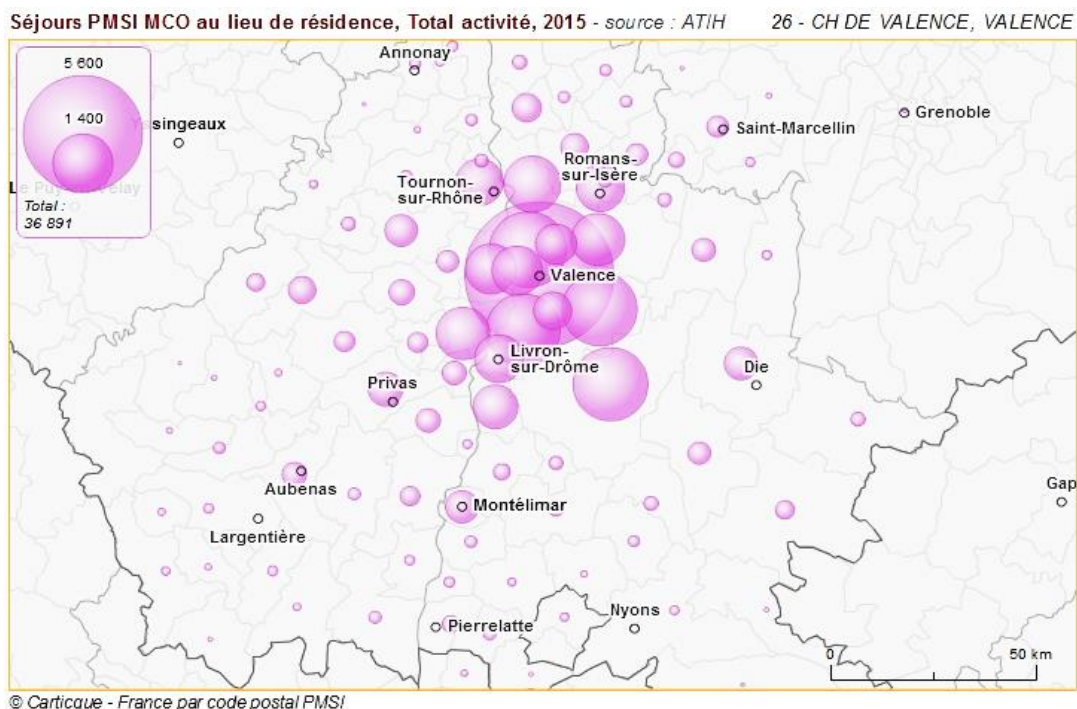 Séjours PMSI MCO au lieu de résidence, Total activité, 2015 - source : ATIH 26 - CH DE VALENCE, VALENCE
5 600
1 400
Total :
36 891
Annonay
Grenoble
Saint-Marcellin
Romans-
sur-Isère
Tournon-
sur-Rhône
Valence
Livron-
sur-Drôme
Die
Privas
Aubenas
Montélimar
Largentière
Gap
Nyons
Pierrelatte
0 50 km
© Carticque - France par code postal PMSI